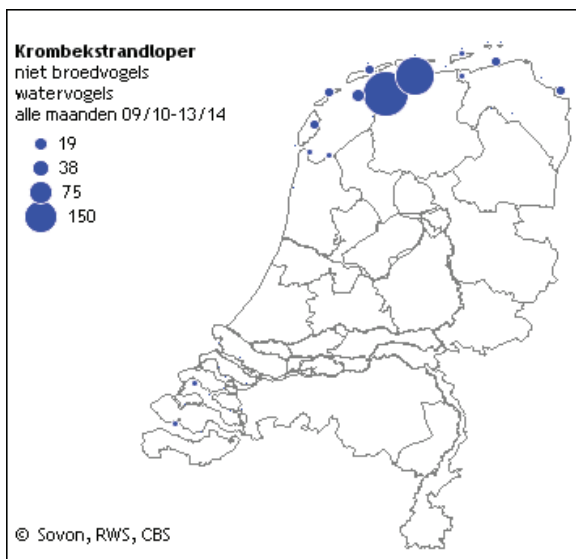 Krombekstrandloper
niet broedvogels
watervogels
alle maanden 09/10-13/14
19
38
75
150
© Sovon, RWS, CBS